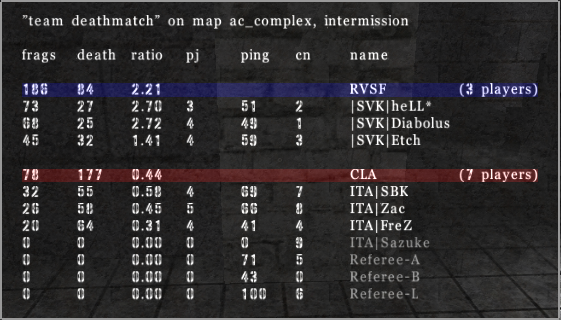 "team deathmatch" on map ac_complex, intermission
frags death ratio pj ping cn name
186 84 2.21 RVSF (3 players)
73 27 2.70 3 51 2 |SVK|heLL*
68 25 2.72 4 49 1 |SVK|Diabolus
45 32 1.41 4 59 3 |SVK|Etch
78 177 0.44 CLA (7 players)
32 55 0.58 4 69 7 ITA|SBK
26 58 0.45 5 66 8 ITA|Zac
20 64 0.31 4 41 4 ITA|FreZ
0 0 0.00 0 0 9 ITA|Sazuke
0 0 0.00 71 5 Referee-A
0 0 0.00 43 0 Referee-B
0 0 0.00 100 6 Referee-L